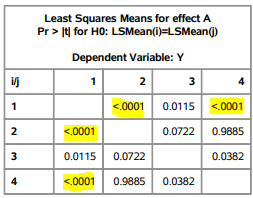 Least Squares Means for effect A
Pr > |t| for H0: LSMean(i)=LSMean(j)
Dependent Variable: Y
i/j 1 2 3 4
1 <.0001 0.0115 <.0001
2 <.0001 0.0722 0.9885
3 0.0115 0.0722 0.0382
4 <.0001 0.9885 0.0382